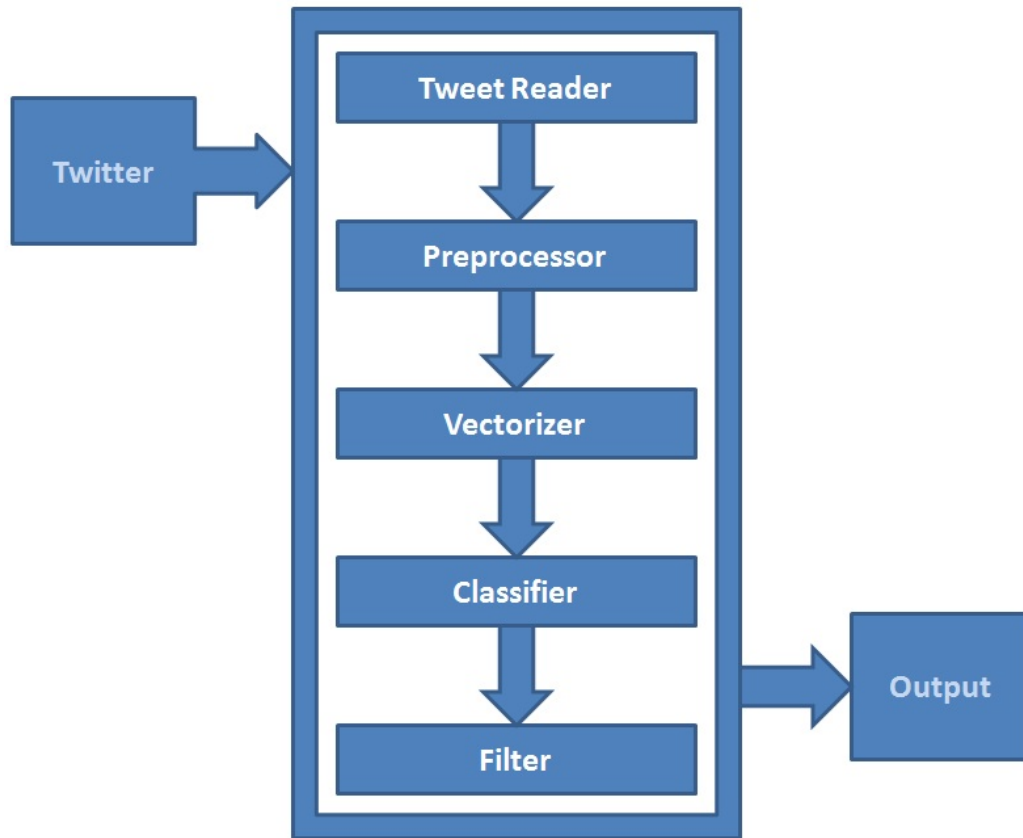 Twitter
Tweet Reader
Preprocessor
Vectorizer
Classifier
Filter
Output